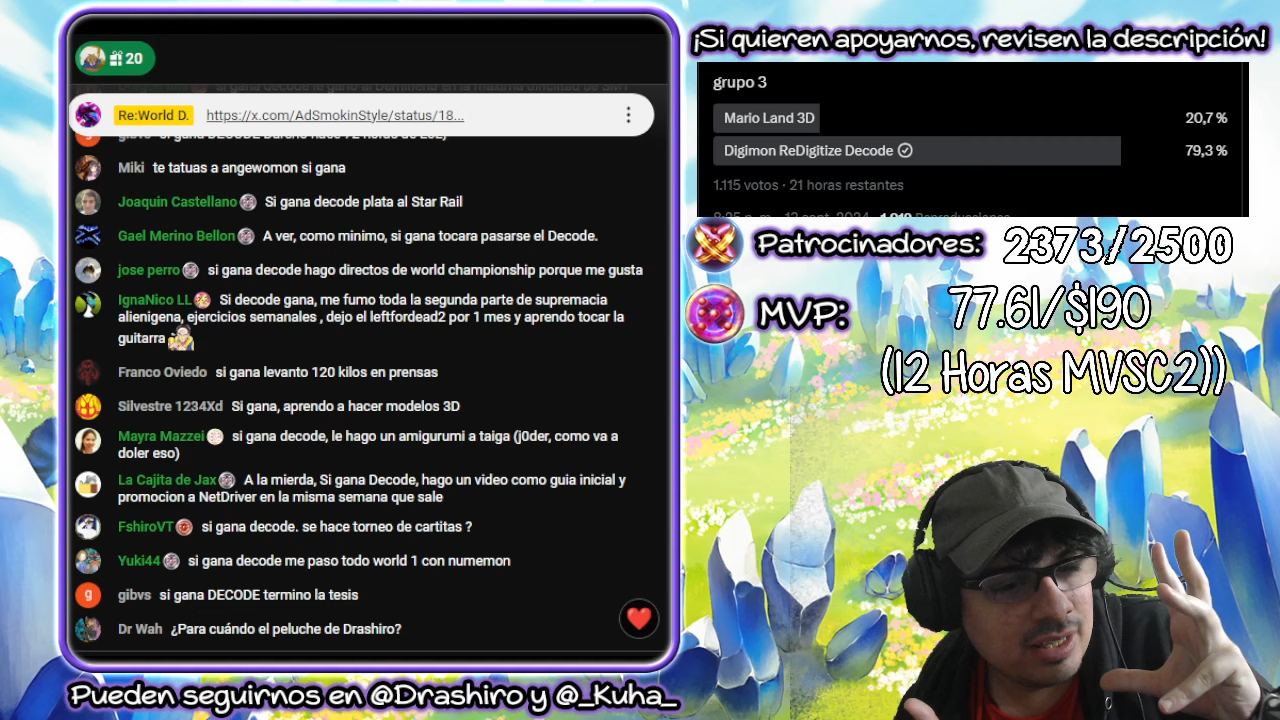 ¡Si quieren apoyarnos, revisen la descripción!
20
Re:World D. https://x.com/AdSmokinStyle/status/18...
Miki te tatuas a angewomon si gana
Joaquin Castellano Si gana decode plata al Star Rail
Gael Merino Bellon A ver, como minimo, si gana tocara pasarse el Decode.
jose perro si gana decode hago directos de world championship porque me gusta
IgnaNico LL Si decode gana, me fumo toda la segunda parte de supremacia
alienigena, ejercicios semanales , dejo el leftfordead2 por 1 mes y aprendo tocar la
guitarra
Franco Oviedo si gana levanto 120 kilos en prensas
Silvestre 1234Xd Si gana, aprendo a hacer modelos 3D
Mayra Mazzei si gana decode, le hago un amigurumi a taiga (j0der, como va a
doler eso)
La Cajita de Jax A la mierda, Si gana Decode, hago un video como guia inicial y
promocion a NetDriver en la misma semana que sale
FshiroVT si gana decode. se hace torneo de cartitas ?
Yuki44 si gana decode me paso todo world 1 con numemon
gibvs si gana DECODE termino la tesis
Dr Wah ¿Para cuándo el peluche de Drashiro?
grupo 3
Mario Land 3D 20,7 %
Digimon ReDigitize Decode 79,3 %
1.115 votos · 21 horas restantes
Patrocinadores: 2373/2500
MVP: 77.61/$190
(12 Horas MVSC2))
Pueden seguirnos en @Drashiro y @_Kuha_